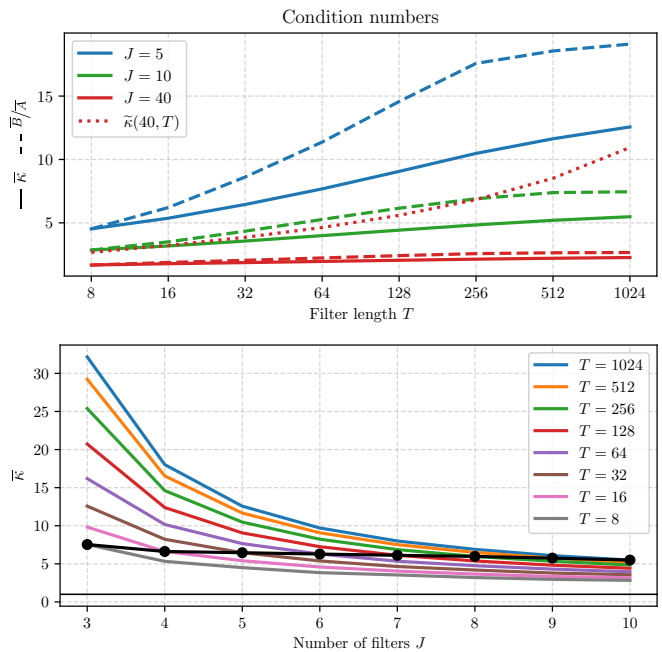 Condition numbers
κ̅ B̅/A̅
15
10
5
J = 5
J = 10
J = 40
κ̃(40, T)
8 16 32 64 128 256 512 1024
Filter length T
κ̅
30
25
20
15
10
5
0
T = 1024
T = 512
T = 256
T = 128
T = 64
T = 32
T = 16
T = 8
3 4 5 6 7 8 9 10
Number of filters J